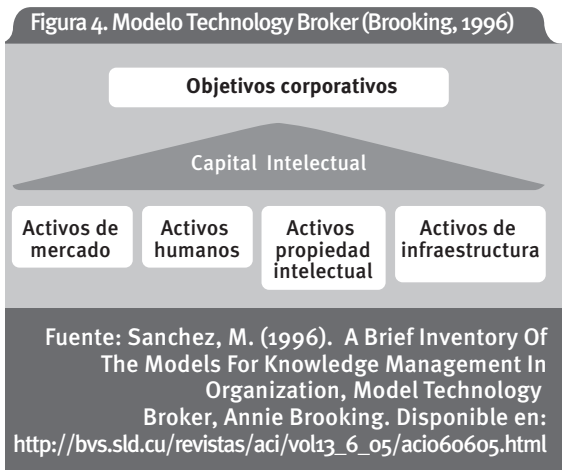 Figura 4. Modelo Technology Broker (Brooking, 1996)
Objetivos corporativos
Capital Intelectual
Activos de
mercado
Activos
humanos
Activos
propiedad
intelectual
Activos de
infraestructura
Fuente: Sanchez, M. (1996). A Brief Inventory Of
The Models For Knowledge Management In
Organization, Model Technology
Broker, Annie Brooking. Disponible en:
http://bvs.sld.cu/revistas/aci/vol13_6_05/aci060605.html